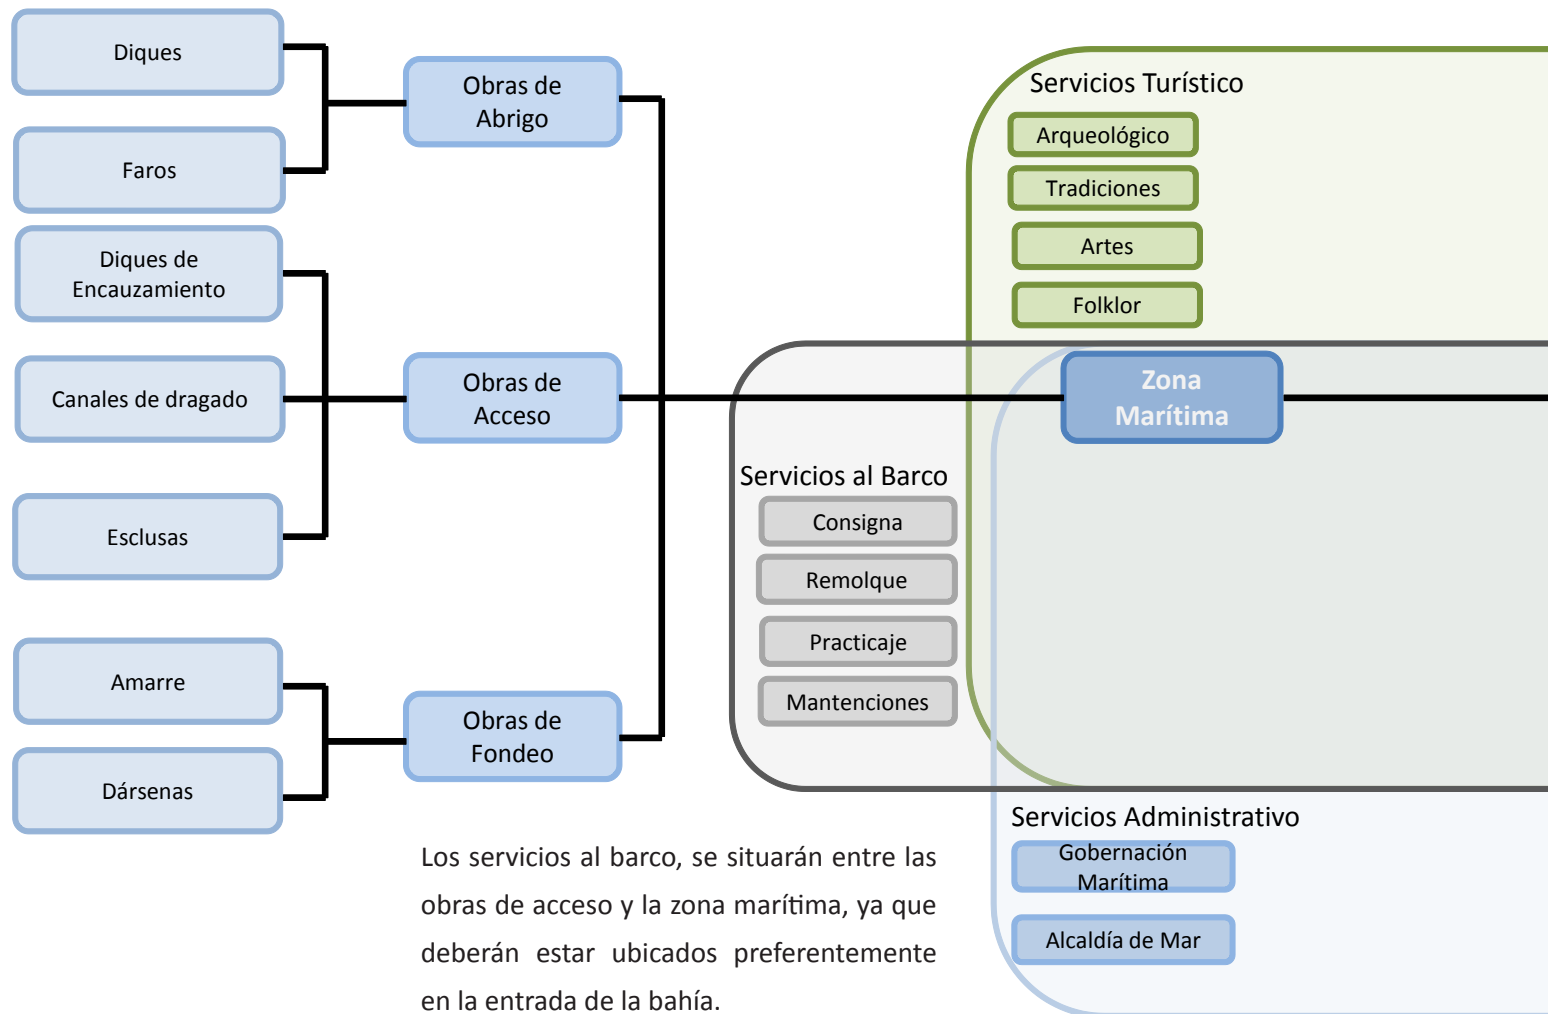 Diques
Faros
Diques de
Encauzamiento
Canales de dragado
Esclusas
Amarre
Dársenas
Obras de
Abrigo
Obras de
Acceso
Obras de
Fondeo
Servicios Turístico
Arqueológico
Tradiciones
Artes
Folklor
Zona
Marítima
Servicios al Barco
Consigna
Remolque
Practicaje
Mantenciones
Servicios Administrativo
Gobernación
Marítima
Alcaldía de Mar
Los servicios al barco, se situarán entre las
obras de acceso y la zona marítima, ya que
deberán estar ubicados preferentemente
en la entrada de la bahía.